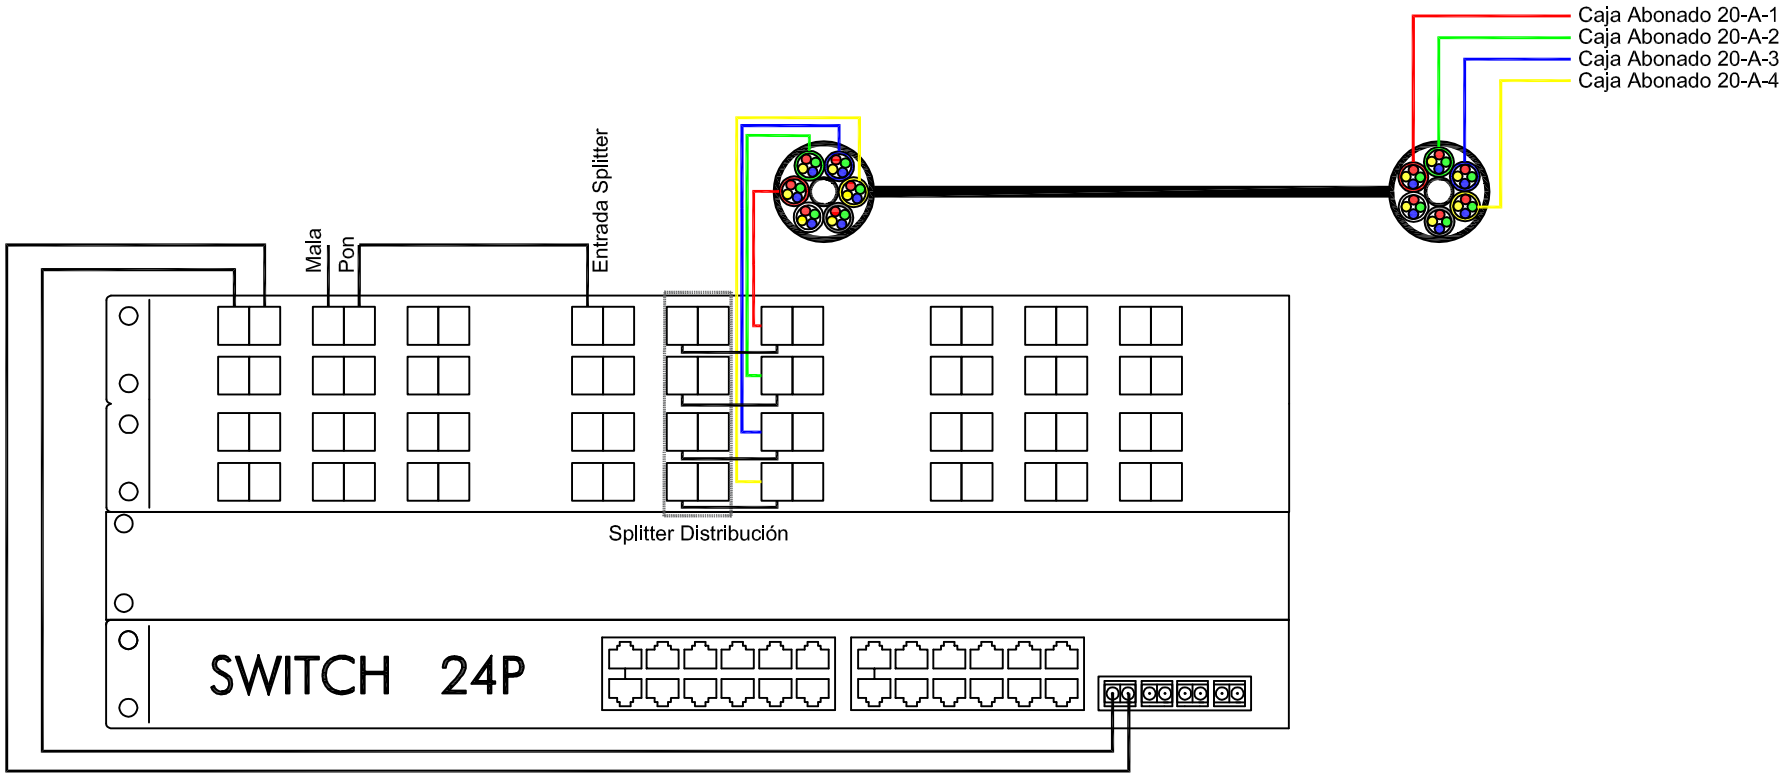 Caja Abonado 20-A-1
Caja Abonado 20-A-2
Caja Abonado 20-A-3
Caja Abonado 20-A-4
Mala
Pon
Entrada Splitter
Splitter Distribución
SWITCH 24P